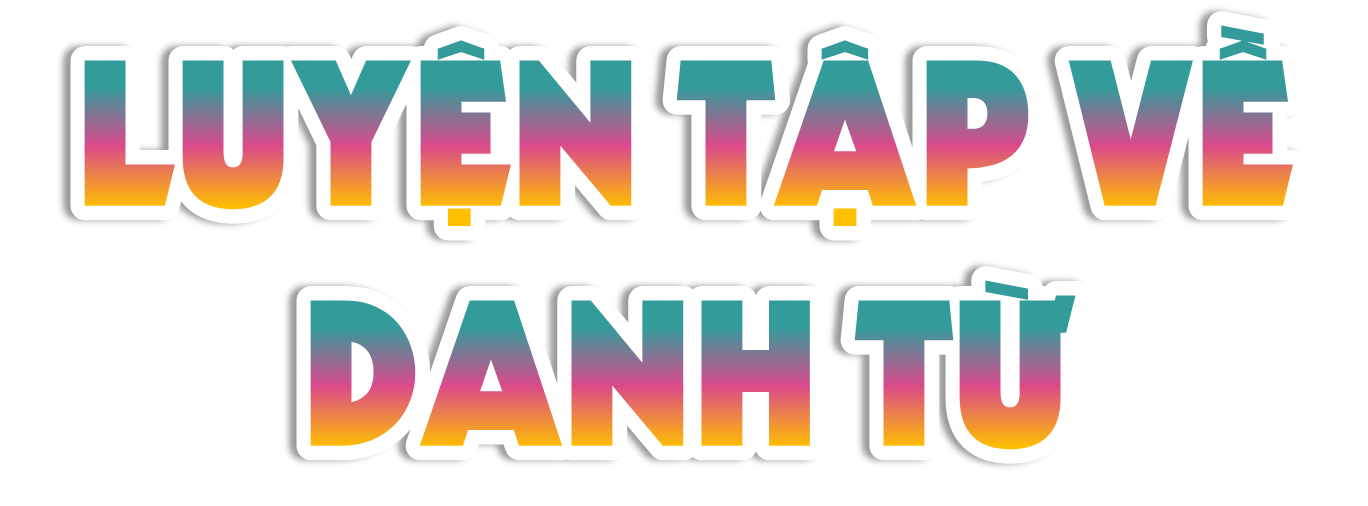 LUYỆN TẬP VỀ
DANH TỪ